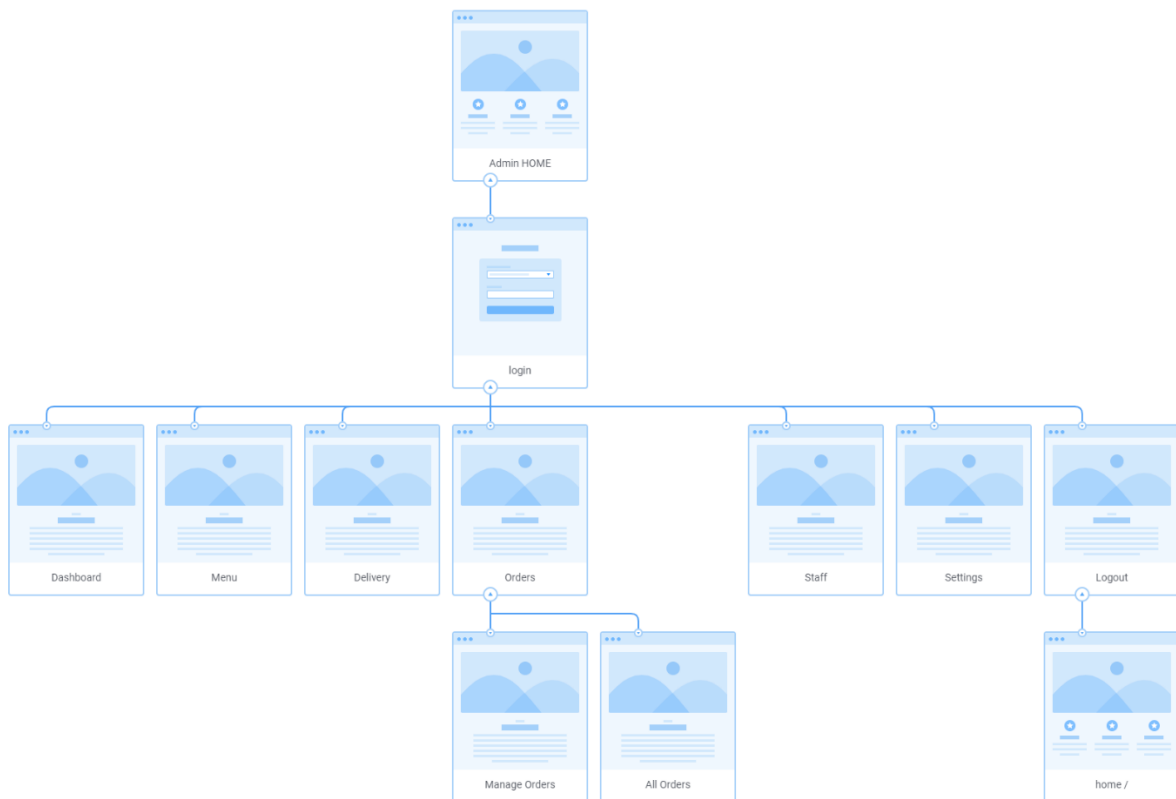 Admin HOME
login
Dashboard
Menu
Delivery
Orders
Staff
Settings
Logout
Manage Orders
All Orders
home /